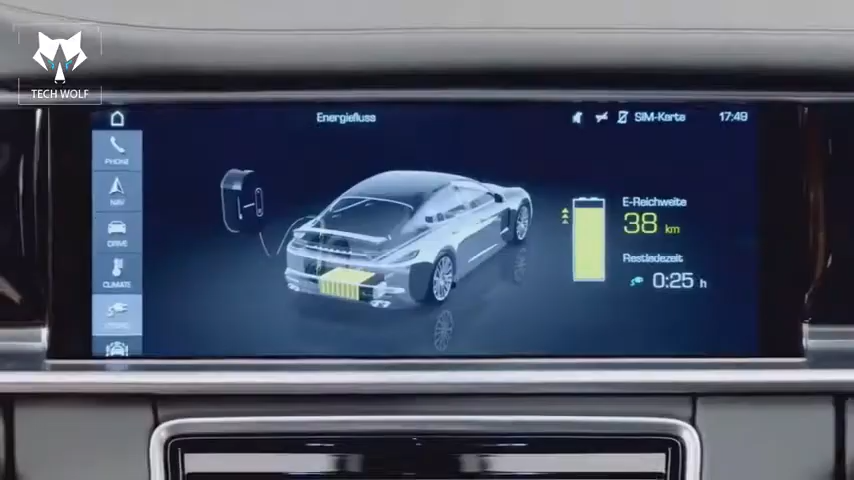 TECH WOLF
Energiefluss
SIM-Karte
17:49
PHONE
NAV
DRIVE
CLIMATE
E-Reichweite
38 km
Restladezeit
0:25 h